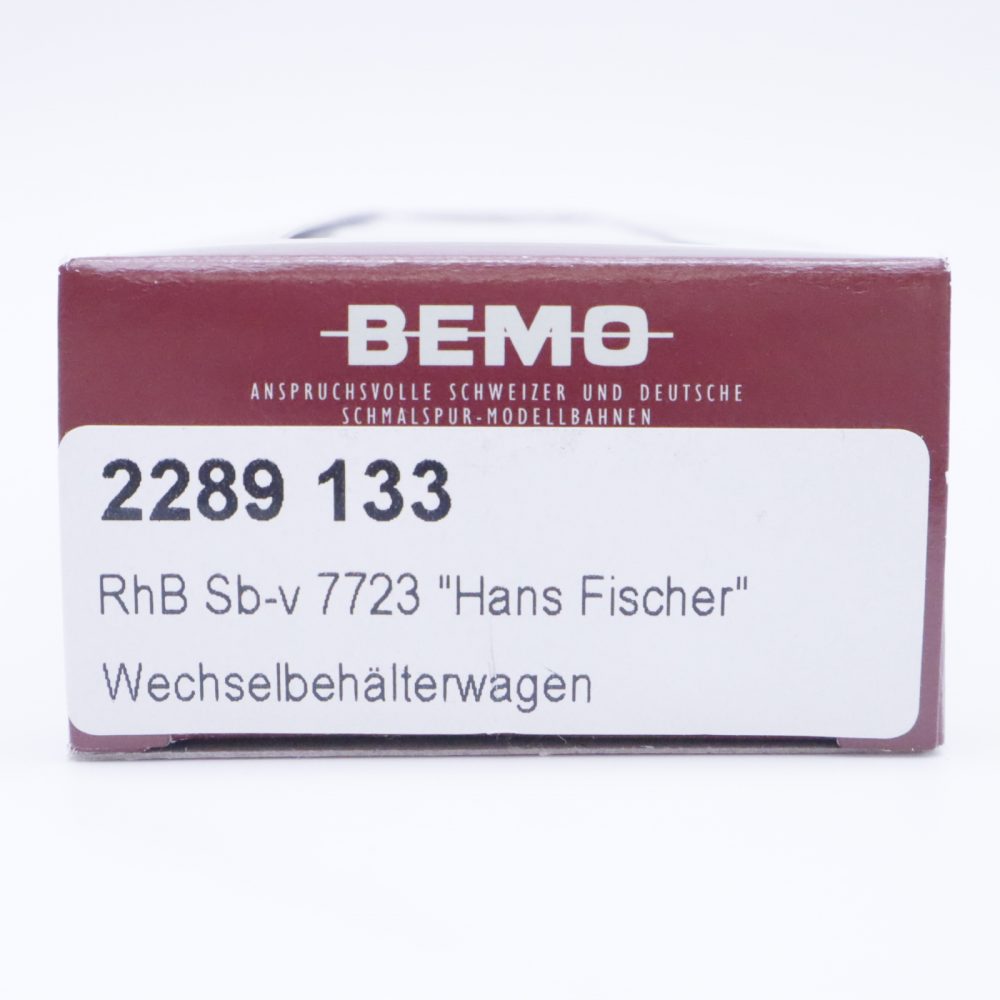 BEMO
ANSPRUCHSVOLLE SCHWEIZER UND DEUTSCHE
SCHMALSPUR-MODELLBAHNEN
2289 133
RhB Sb-v 7723 "Hans Fischer"
Wechselbehälterwagen